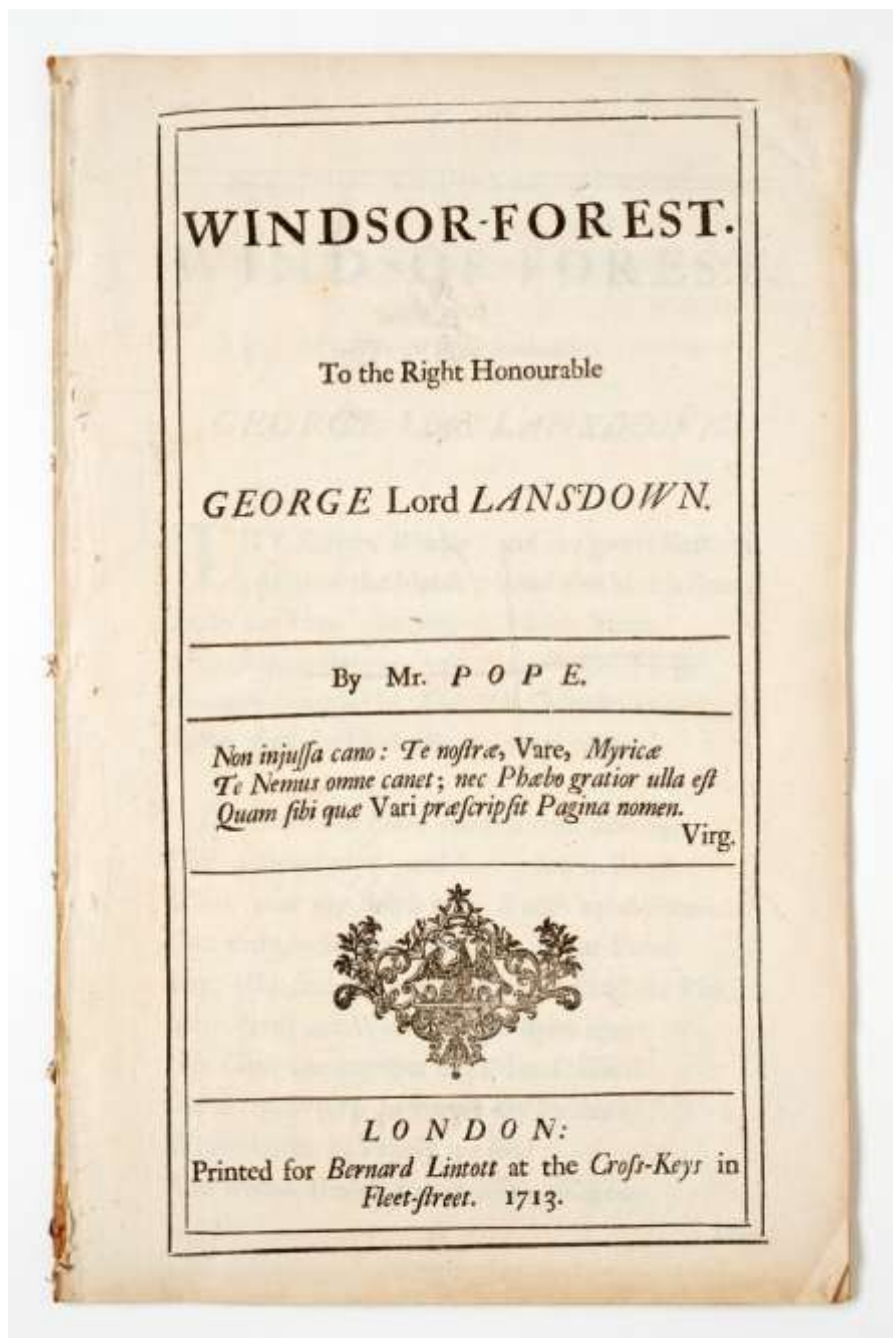 WINDSOR-FOREST.
To the Right Honourable
GEORGE Lord LANSDOWN.
By Mr. POPE.
Non injuſſa cano: Te noſtræ, Vare, Myricæ
Te Nemus omne canet; nec Phæbo gratior ulla eſt
Quam ſibi quæ Vari præſcripſit Pagina nomen.
Virg.
LONDON:
Printed for Bernard Lintott at the Croſs-Keys in
Fleet-ſtreet. 1713.